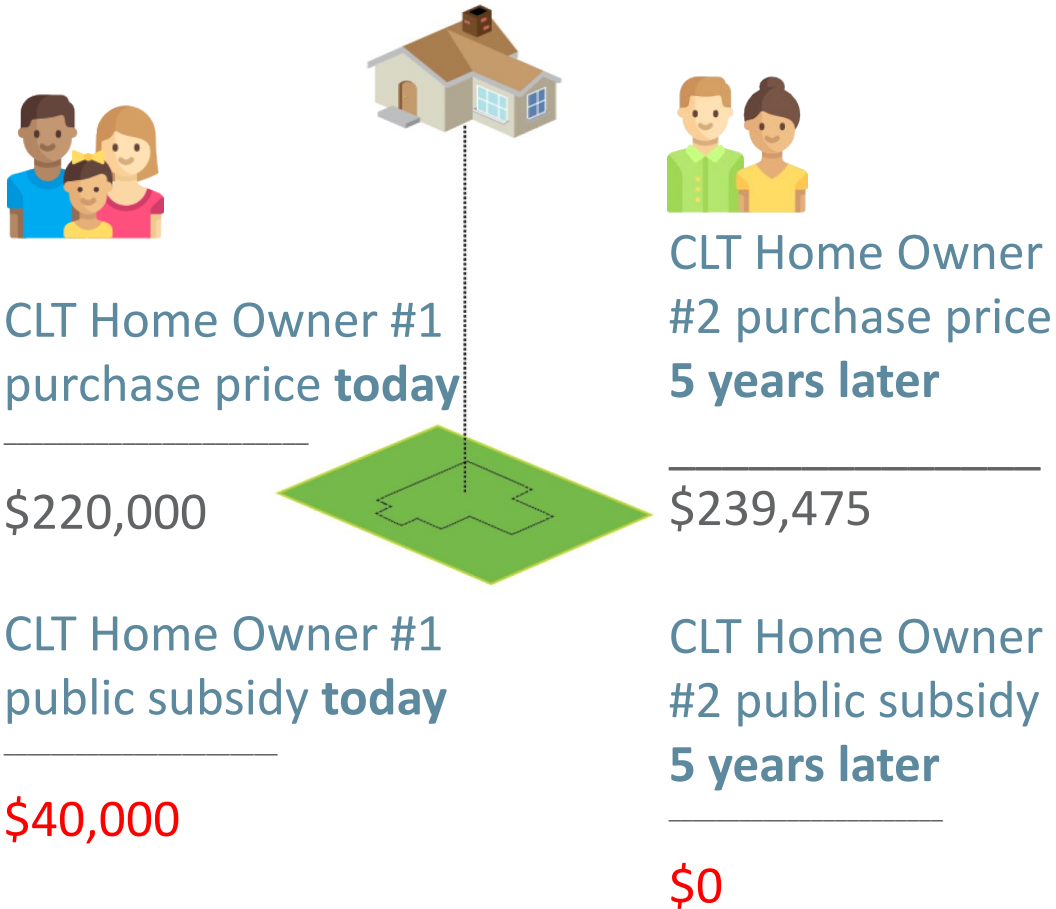 CLT Home Owner #1
purchase price today
$220,000
CLT Home Owner #1
public subsidy today
$40,000
CLT Home Owner
#2 purchase price
5 years later
$239,475
CLT Home Owner
#2 public subsidy
5 years later
$0